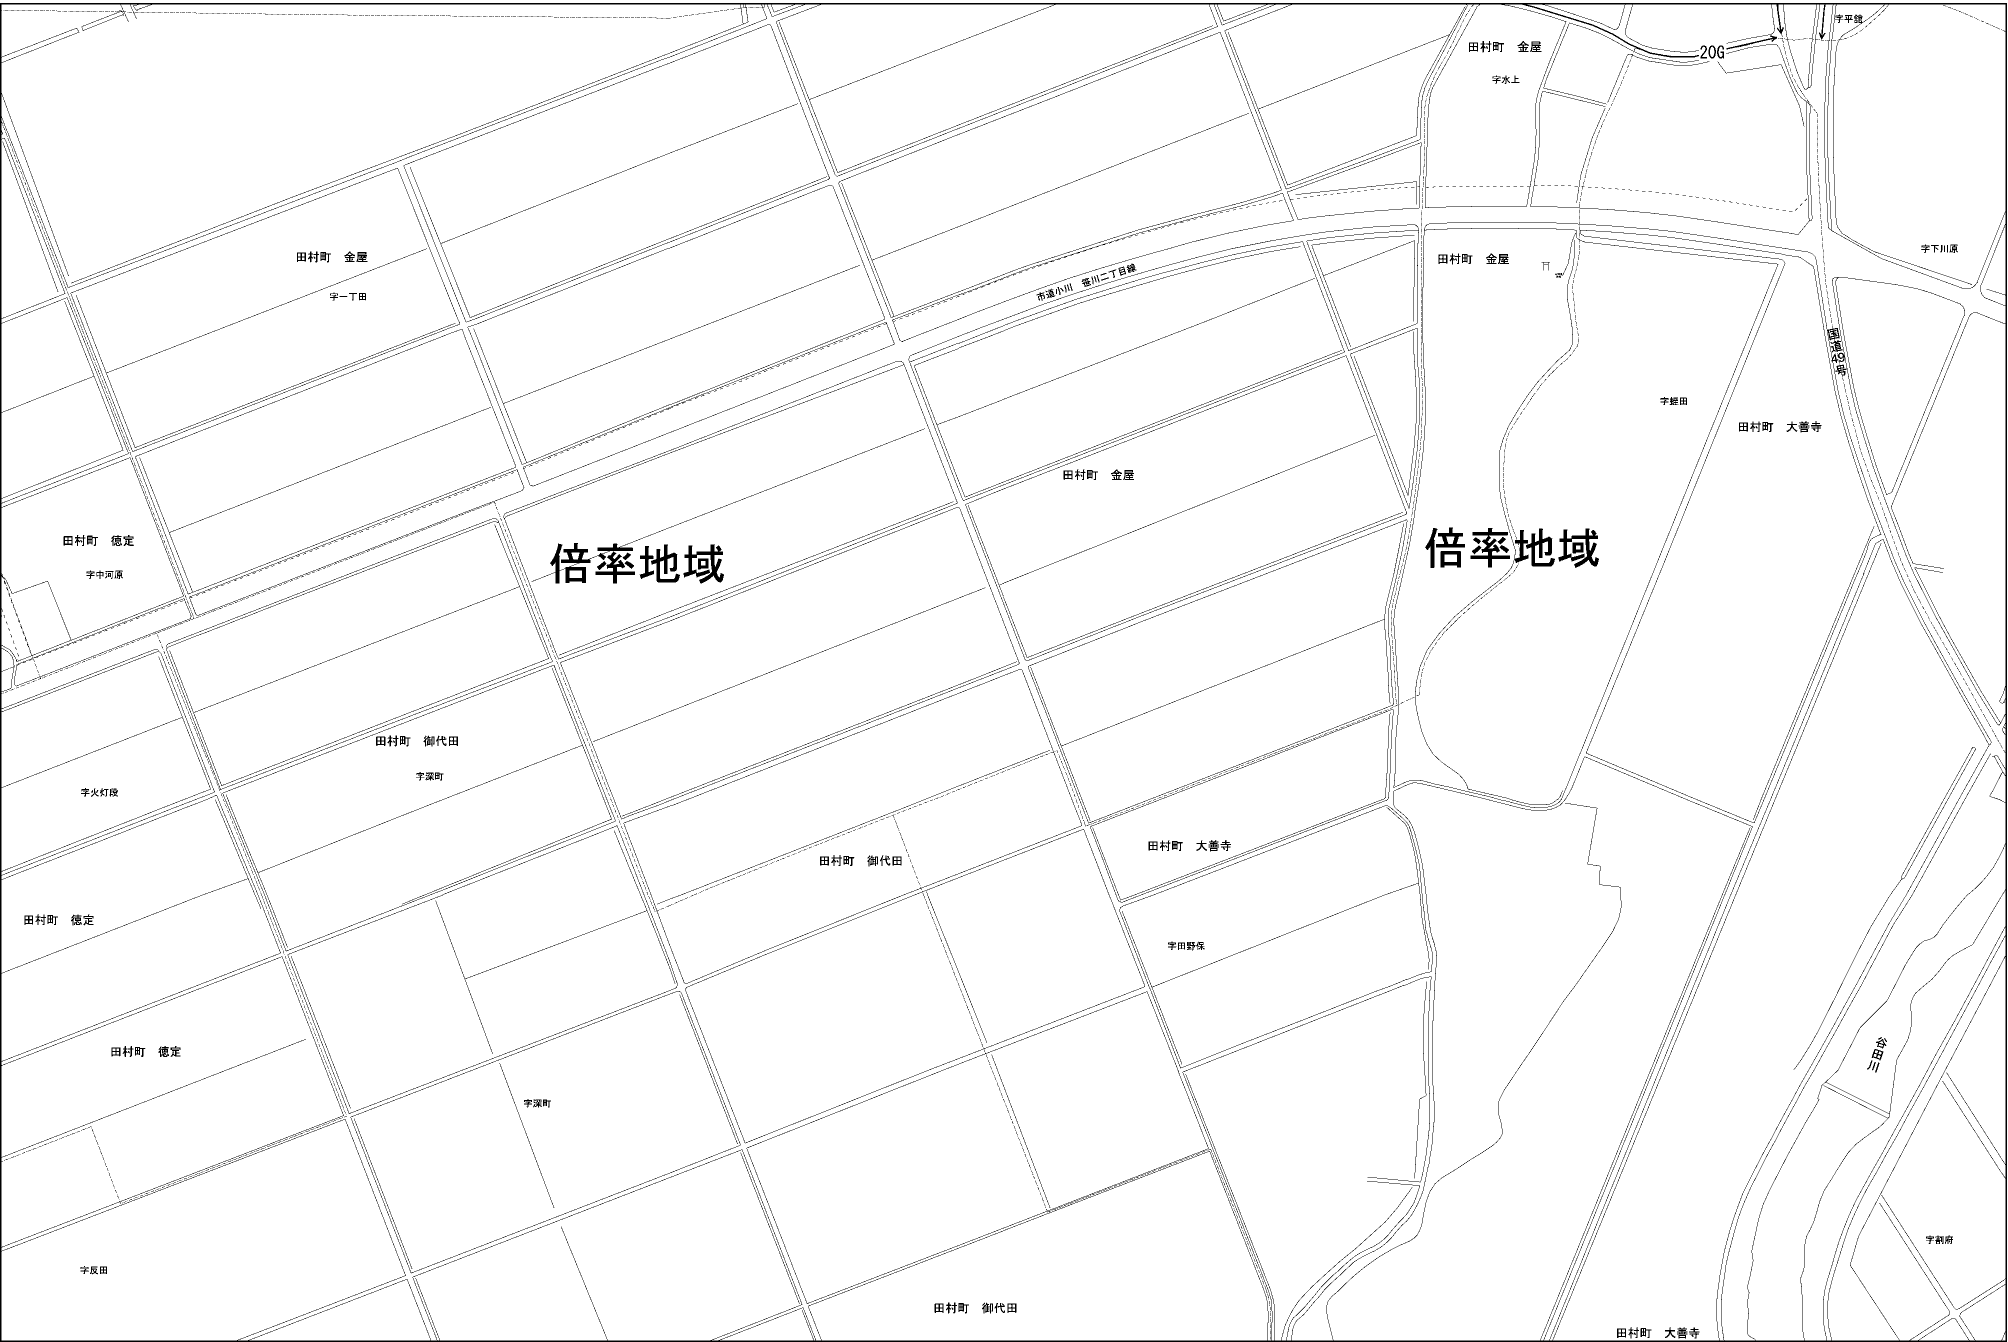 字平舘
田村町　金屋
20G
字水上
田村町　金屋
字一丁田
字下川原
田村町　金屋
市道小川　笹川二丁目線
国道49号
字蛭田
田村町　大善寺
田村町　金屋
田村町　徳定
字中河原
倍率地域
倍率地域
田村町　御代田
字深町
字火灯段
田村町　大善寺
田村町　御代田
田村町　徳定
字田野保
田村町　徳定
谷田川
字深町
字割府
字反田
田村町　御代田
田村町　大善寺